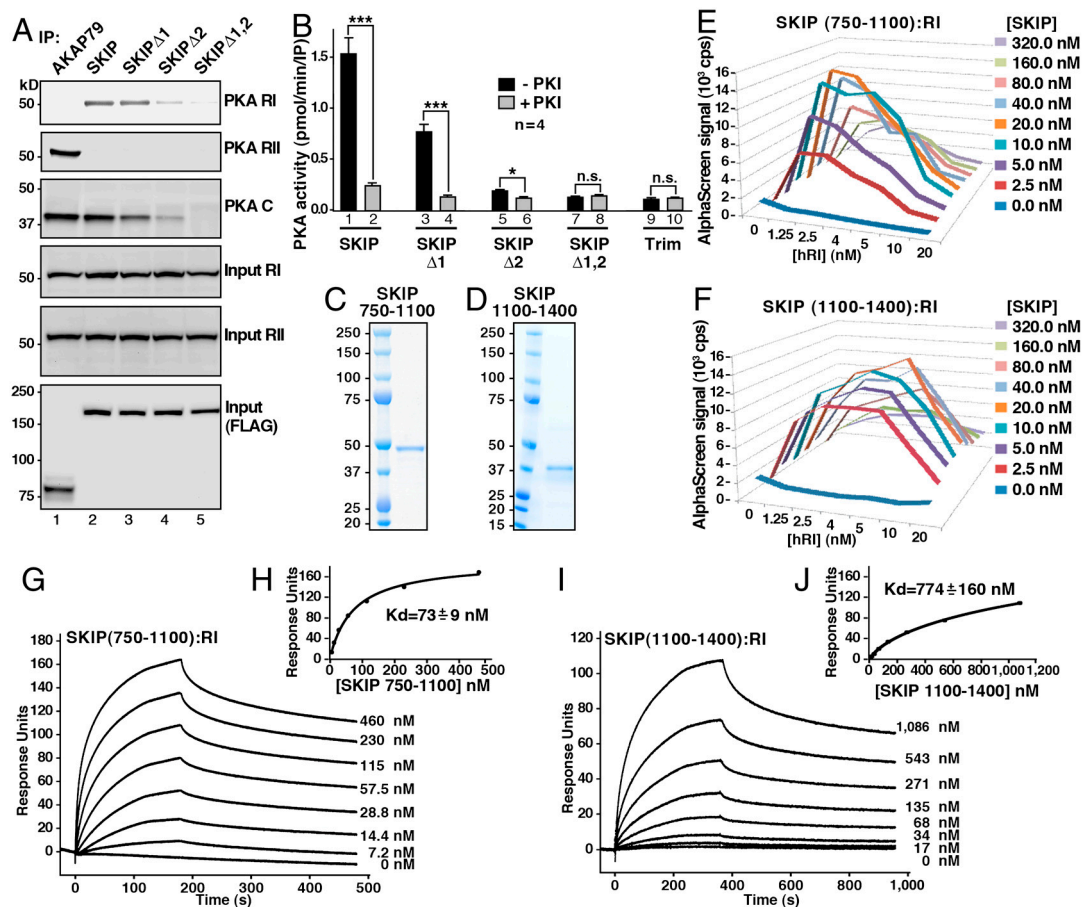 A
IP:
AKAP79
SKIP
SKIPΔ1
SKIPΔ2
SKIPΔ1,2
kD
50
PKA RI
50
PKA RII
37
PKA C
50
Input RI
50
Input RII
250
150
100
75
Input
(FLAG)
1 2 3 4 5
B
PKA activity (pmol/min/IP)
1.5
1.0
0.5
0.0
***
***
*
n.s.
n.s.
- PKI
+ PKI
n=4
1 2 3 4 5 6 7 8 9 10
SKIP
SKIP
Δ1
SKIP
Δ2
SKIP
Δ1,2
Trim
C
SKIP
750-1100
250
150
100
75
50
37
25
20
D
SKIP
1100-1400
250
150
100
75
50
37
25
20
15
E
SKIP (750-1100):RI
AlphaScreen signal (10³ cps)
16
14
12
10
8
6
4
2
0
0 1.25 2.5 4 5 10 20
[hRI] (nM)
[SKIP]
320.0 nM
160.0 nM
80.0 nM
40.0 nM
20.0 nM
10.0 nM
5.0 nM
2.5 nM
0.0 nM
F
SKIP (1100-1400):RI
AlphaScreen signal (10³ cps)
16
14
12
10
8
6
4
2
0
0 1.25 2.5 4 5 10 20
[hRI] (nM)
[SKIP]
320.0 nM
160.0 nM
80.0 nM
40.0 nM
20.0 nM
10.0 nM
5.0 nM
2.5 nM
0.0 nM
G
SKIP(750-1100):RI
Response Units
180
160
140
120
100
80
60
40
20
0
0 100 200 300 400 500
Time (s)
460 nM
230 nM
115 nM
57.5 nM
28.8 nM
14.4 nM
7.2 nM
0 nM
H
Response Units
160
120
80
40
0
Kd=73±9 nM
0 100 200 300 400 500
[SKIP 750-1100] nM
I
SKIP(1100-1400):RI
Response Units
120
100
80
60
40
20
0
0 200 400 600 800 1,000
Time (s)
1,086 nM
543 nM
271 nM
135 nM
68 nM
34 nM
17 nM
0 nM
J
Response Units
160
120
80
40
0
Kd=774±160 nM
0 200 400 600 800 1,000 1,200
[SKIP 1100-1400] nM